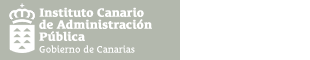 Instituto Canario
de Administración
Pública
Gobierno de Canarias